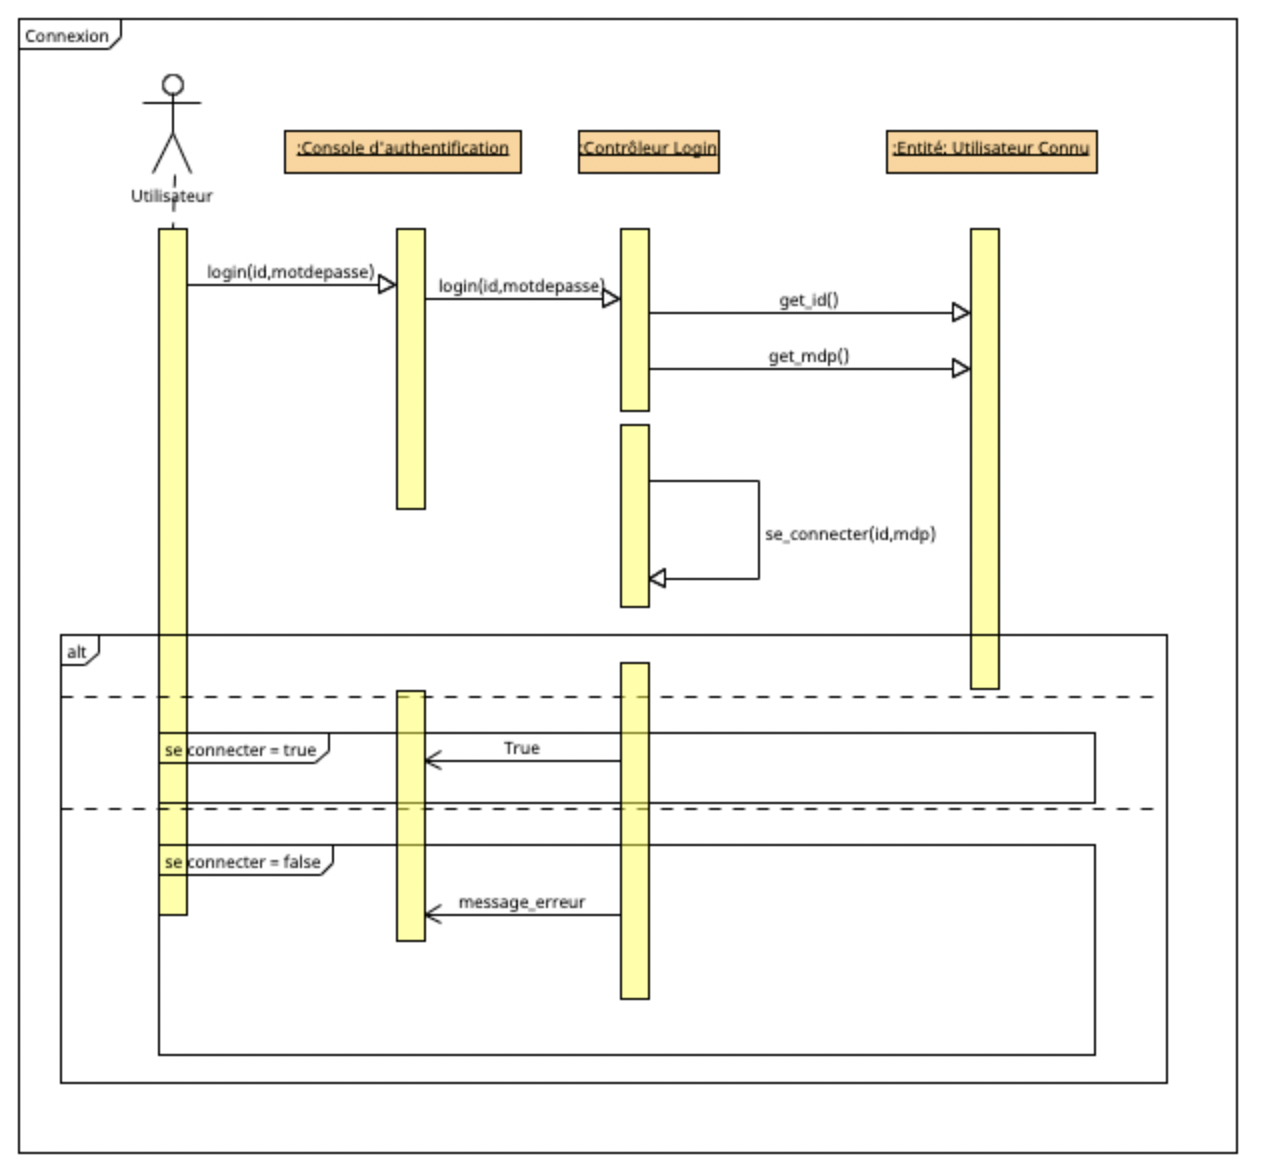 Connexion
:Console d'authentification
:Contrôleur Login
:Entité: Utilisateur Connu
Utilisateur
login(id,motdepasse)
login(id,motdepasse)
get_id()
get_mdp()
se_connecter(id,mdp)
alt
se connecter = true
True
se connecter = false
message_erreur